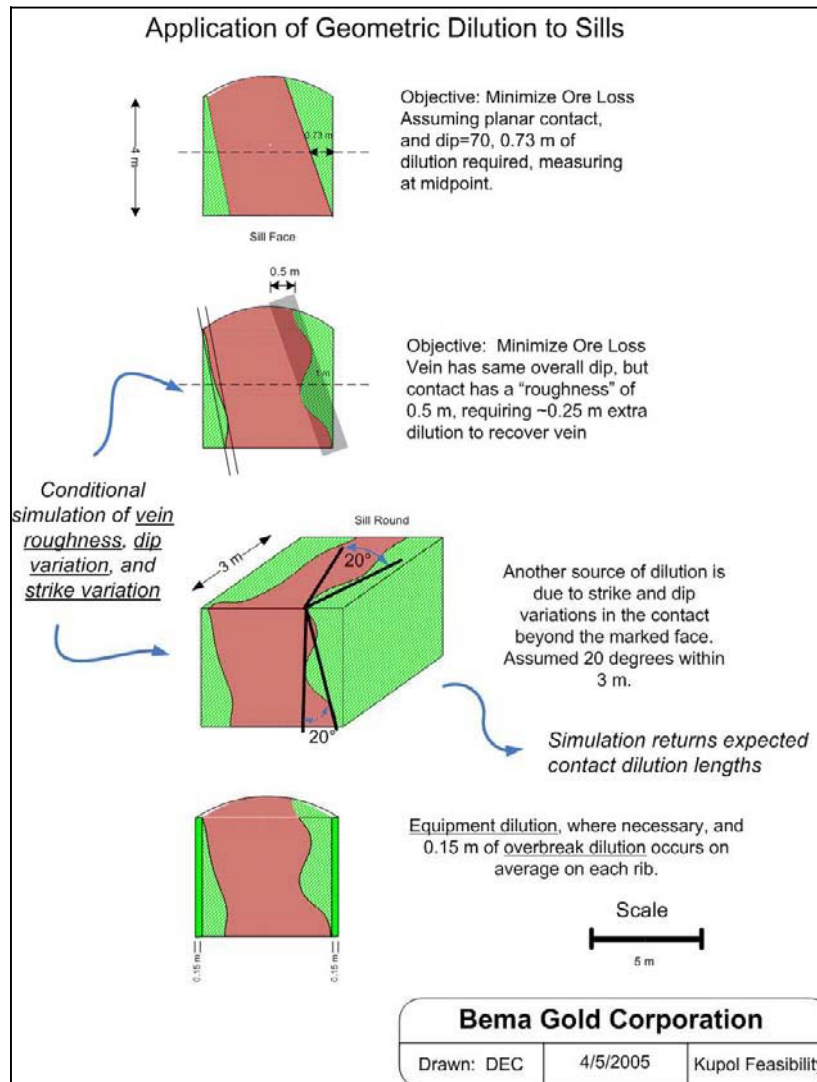 Application of Geometric Dilution to Sills
4 m
0.73 m
Objective: Minimize Ore Loss
Assuming planar contact,
and dip=70, 0.73 m of
dilution required, measuring
at midpoint.
Sill Face
0.5 m
1 m
Objective: Minimize Ore Loss
Vein has same overall dip, but
contact has a “roughness” of
0.5 m, requiring ~0.25 m extra
dilution to recover vein
Conditional
simulation of vein
roughness, dip
variation, and
strike variation
Sill Round
3 m
20°
20°
Another source of dilution is
due to strike and dip
variations in the contact
beyond the marked face.
Assumed 20 degrees within
3 m.
Simulation returns expected
contact dilution lengths
Equipment dilution, where necessary, and
0.15 m of overbreak dilution occurs on
average on each rib.
0.15 m
0.15 m
Scale
5 m
Bema Gold Corporation
Drawn: DEC
4/5/2005
Kupol Feasibility